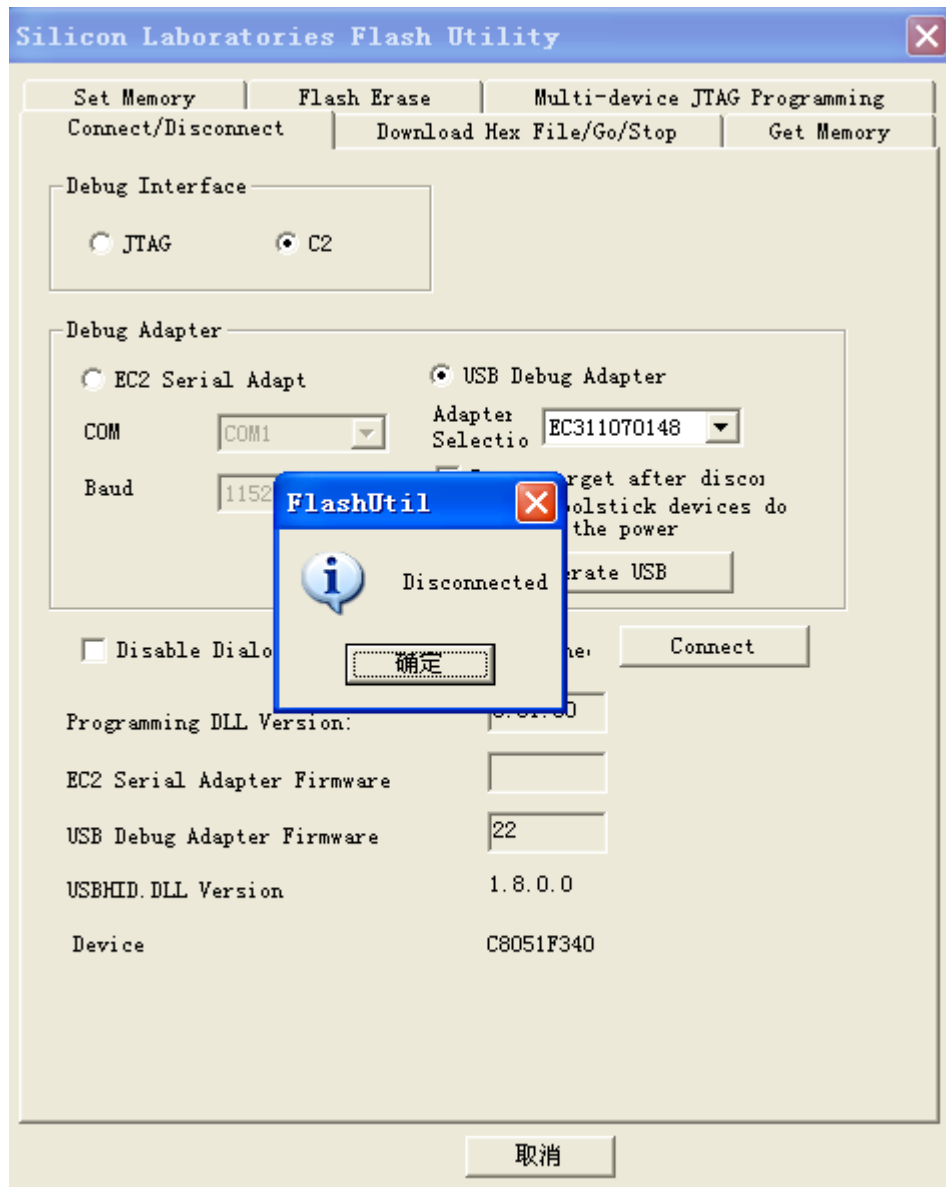 Silicon Laboratories Flash Utility
Set Memory Flash Erase Multi-device JTAG Programming
Connect/Disconnect Download Hex File/Go/Stop Get Memory
Debug Interface
JTAG C2
Debug Adapter
EC2 Serial Adapt USB Debug Adapter
COM COM1 Adapter
Selectio EC311070148
Baud 1152 rget after
FlashUtil olstick devices do
the power
Disconnected erate USB
Disable Dialo Connect
确定
Programming DLL Version:
EC2 Serial Adapter Firmware
USB Debug Adapter Firmware 22
USBHID.DLL Version 1.8.0.0
Device C8051F340
取消